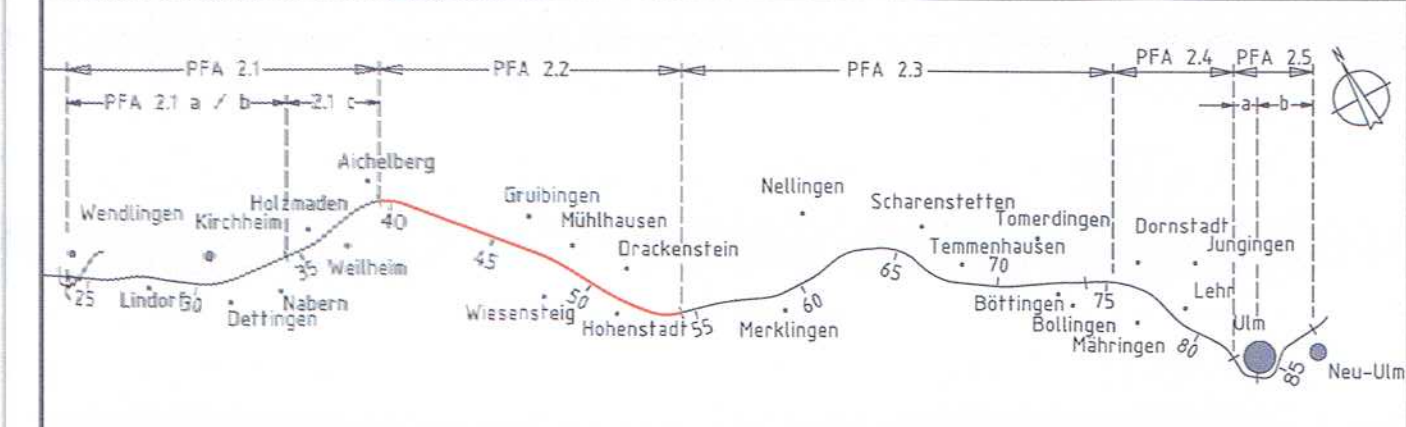 PFA 2.1
PFA 2.2
PFA 2.3
PFA 2.4
PFA 2.5
PFA 2.1 a / b
2.1 c
a
b
N
Aichelberg
Wendlingen
Kirchheim
Holzmaden
40
Gruibingen
Mühlhausen
Drackenstein
Nellingen
Scharenstetten
Tomerdingen
Temmenhausen
Dornstadt
Jungingen
25
Lindorf
30
Dettingen
Nabern
35
Weilheim
45
Wiesensteig
50
Hohenstadt
55
Merklingen
60
65
70
Böttingen
75
Bollingen
Mähringen
Lehr
80
Ulm
85
Neu-Ulm